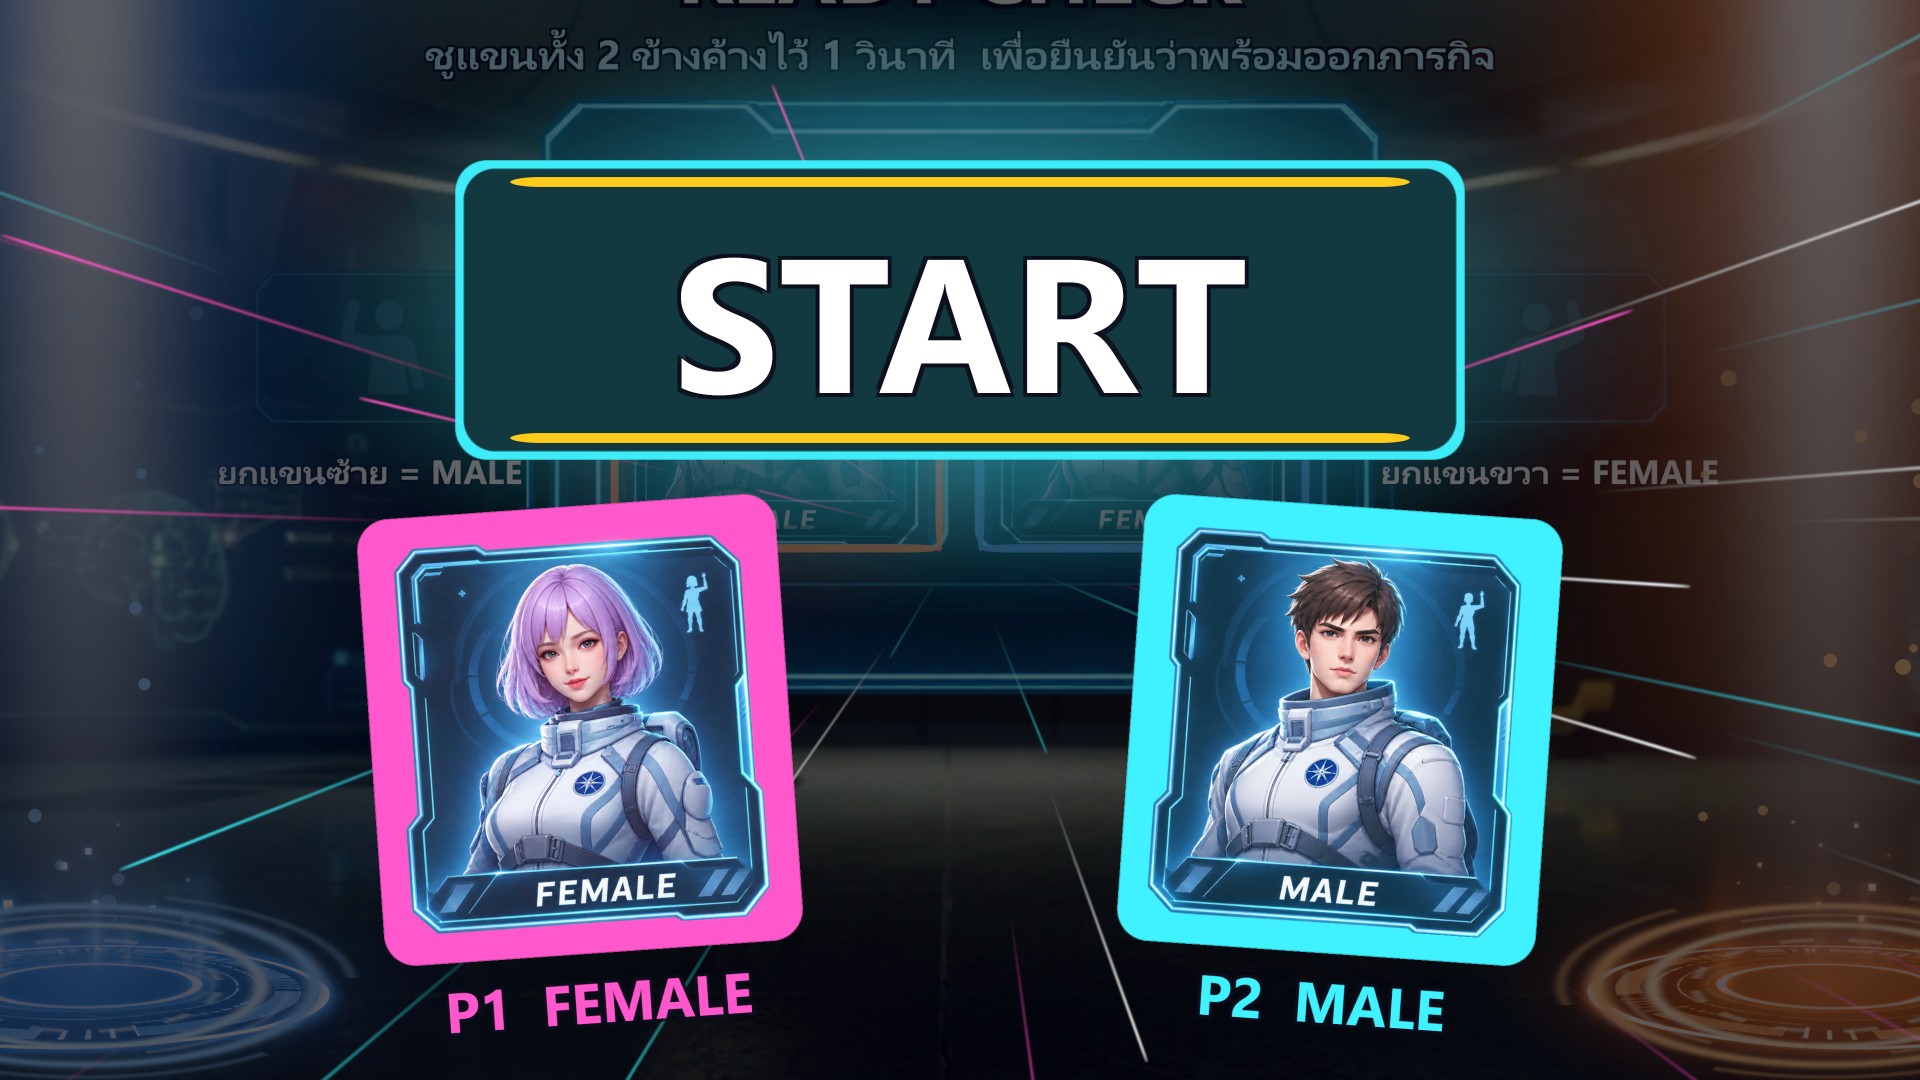 READY CHECK
ชูแขนทั้ง 2 ข้างค้างไว้ 1 วินาที เพื่อยืนยันว่าพร้อมออกภารกิจ
START
ยกแขนซ้าย = MALE
ยกแขนขวา = FEMALE
FEMALE
MALE
P1 FEMALE
P2 MALE